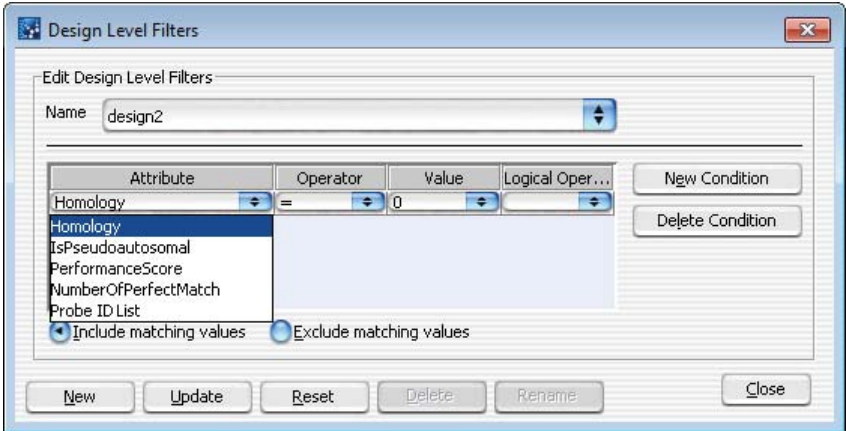 Design Level Filters
Edit Design Level Filters
Name design2
Attribute Operator Value Logical Oper...
Homology = 0
Homology
IsPseudoautosomal
PerformanceScore
NumberOfPerfectMatch
Probe ID List
New Condition
Delete Condition
Include matching values Exclude matching values
New Update Reset Delete Rename Close